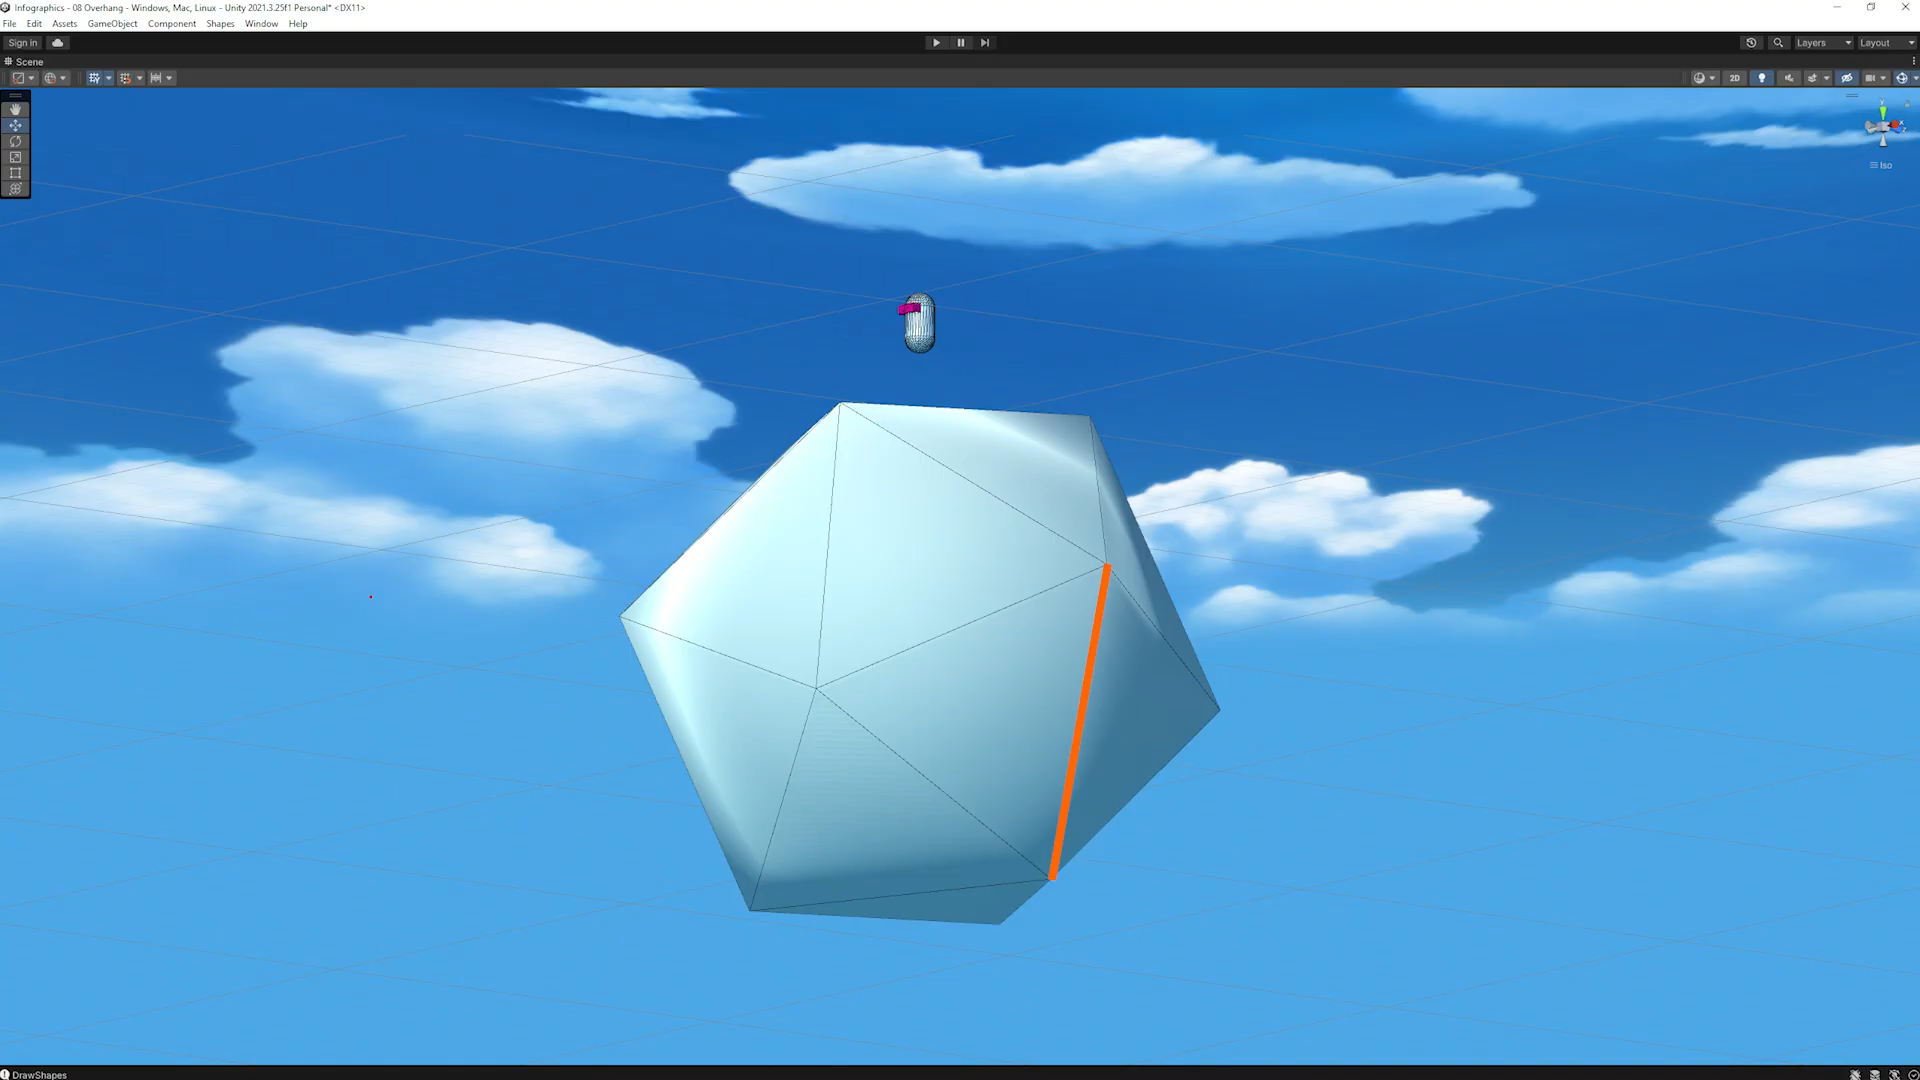 Infographics - 08 Overhang - Windows, Mac, Linux - Unity 2021.3.25f1 Personal* <DX11>
File Edit Assets GameObject Component Shapes Window Help
Sign in Layers Layout
Scene
2D
y
x
z
Iso
DrawShapes